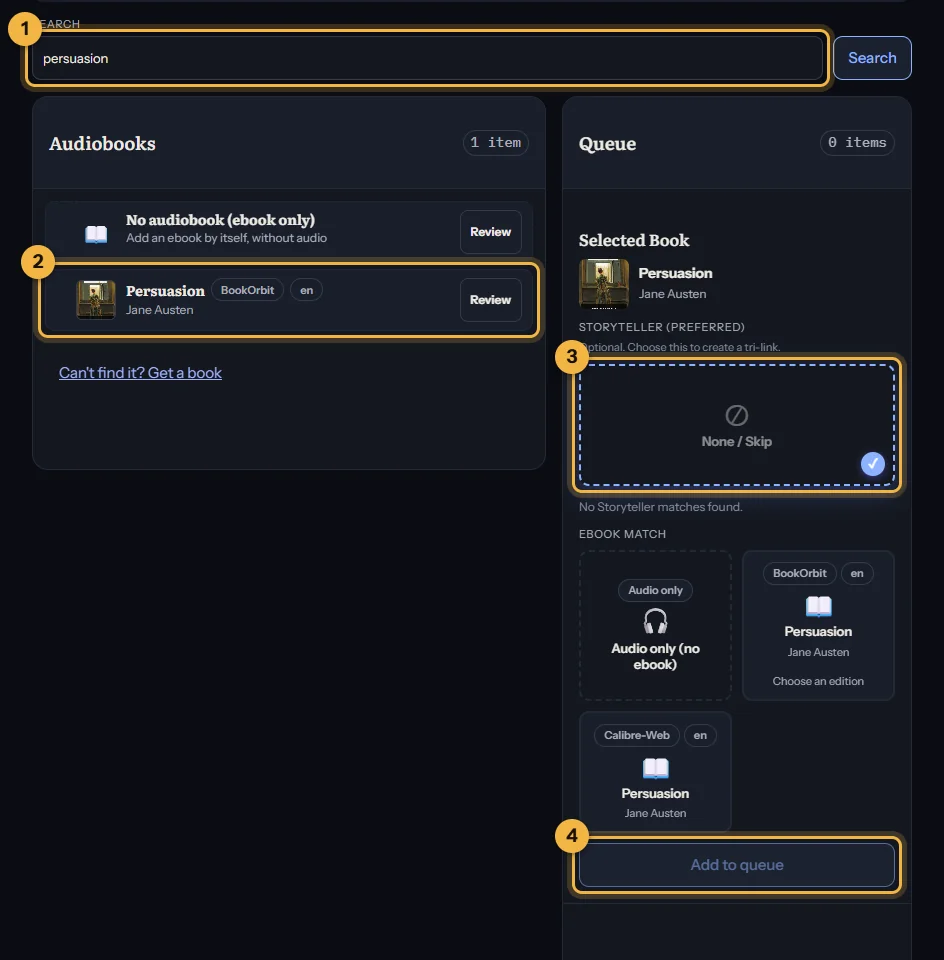 1
EARCH
persuasion
Search
Audiobooks
1 item
No audiobook (ebook only)
Add an ebook by itself, without audio
Review
2
Persuasion
BookOrbit
en
Jane Austen
Review
Can't find it? Get a book
Queue
0 items
Selected Book
Persuasion
Jane Austen
STORYTELLER (PREFERRED)
ptional. Choose this to create a tri-link.
3
None / Skip
No Storyteller matches found.
EBOOK MATCH
Audio only
Audio only (no
ebook)
BookOrbit
en
Persuasion
Jane Austen
Choose an edition
Calibre-Web
en
Persuasion
Jane Austen
4
Add to queue